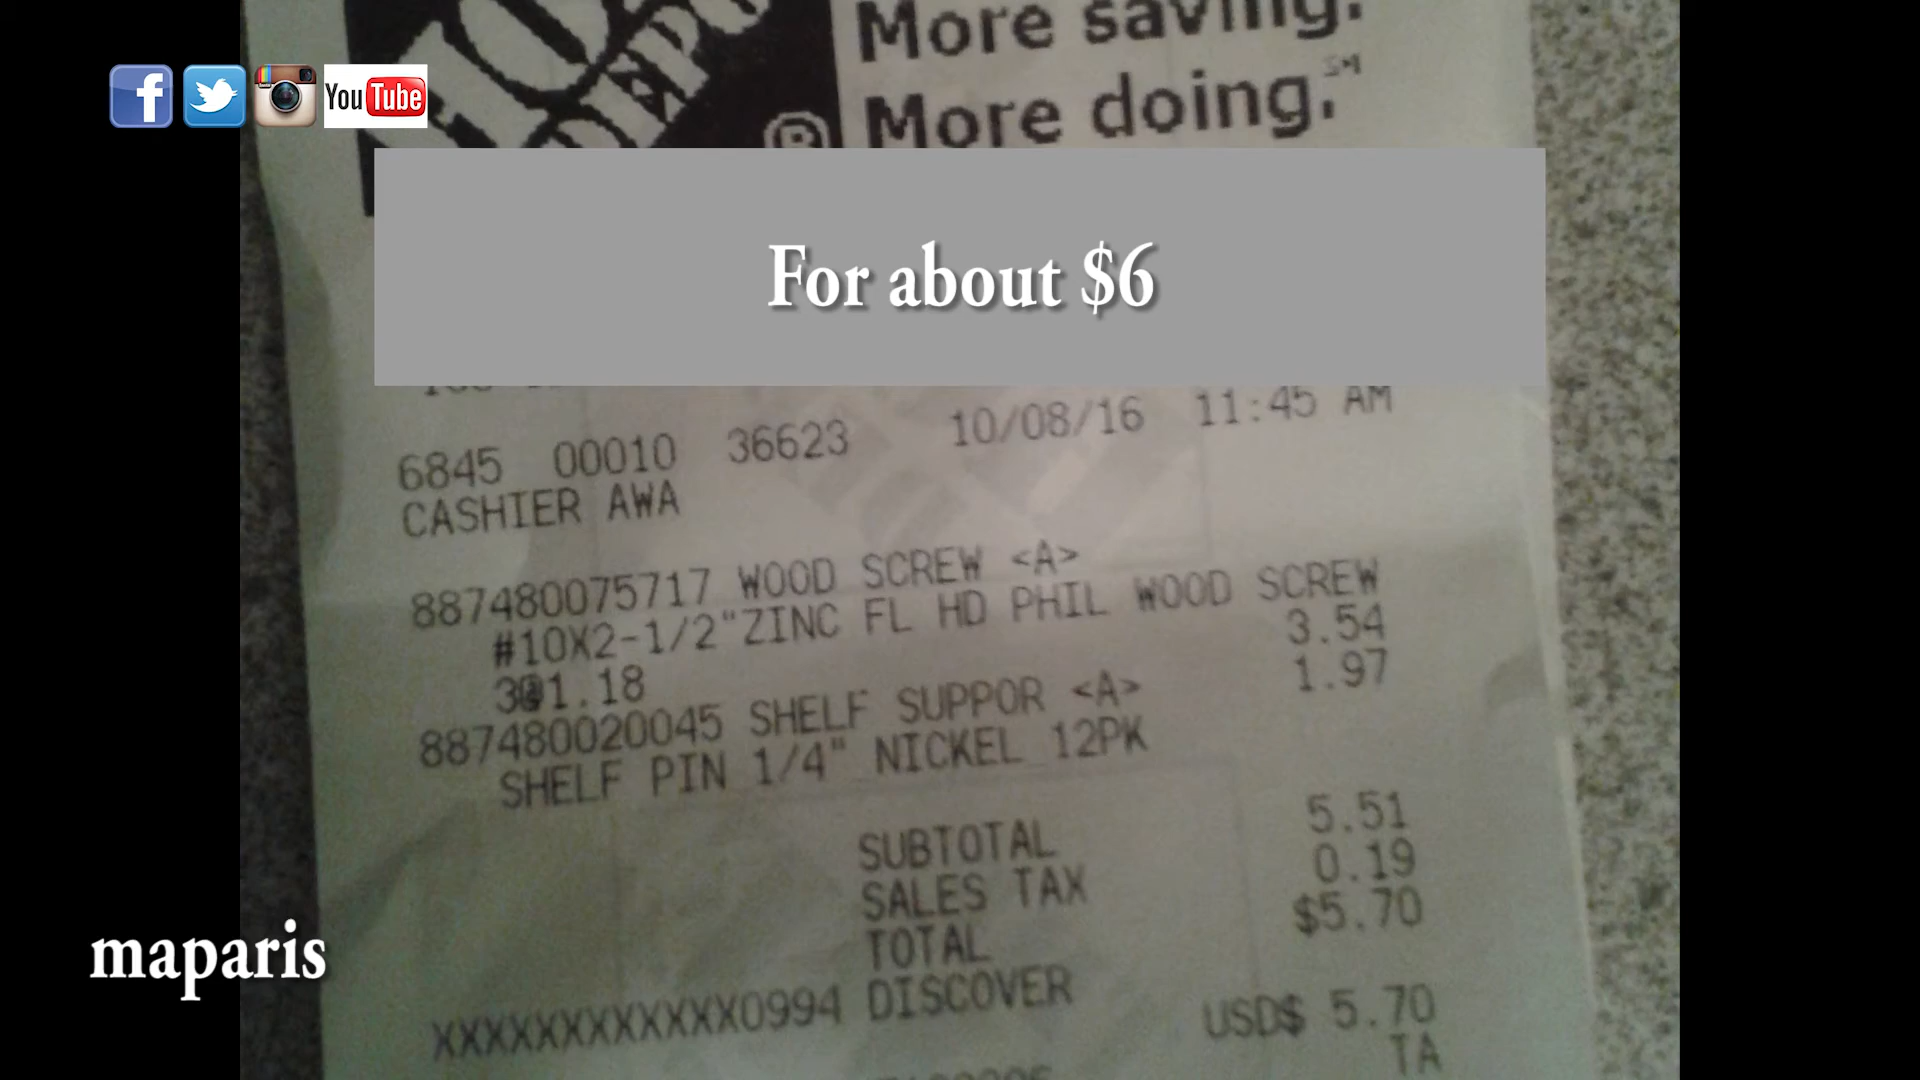 More saving.
More doing.℠
You Tube
For about $6
6845 00010 36623 10/08/16 11:45 AM
CASHIER AWA
887480075717 WOOD SCREW <A>
#10X2-1/2"ZINC FL HD PHIL WOOD SCREW
3@1.18 3.54
887480020045 SHELF SUPPOR <A> 1.97
SHELF PIN 1/4" NICKEL 12PK
SUBTOTAL 5.51
SALES TAX 0.19
TOTAL $5.70
XXXXXXXXXXXX0994 DISCOVER
USD$ 5.70
TA
maparis